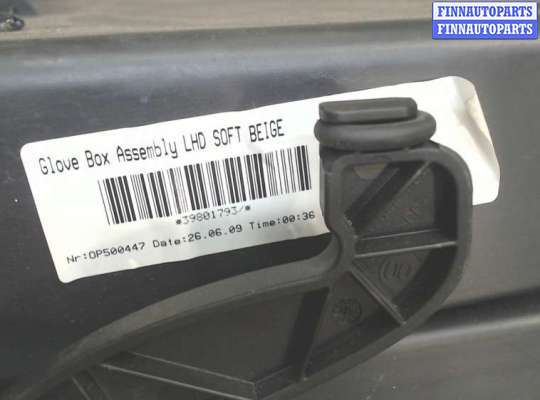 FINNAUTOPARTS
FINNAUTOPARTS
Glove Box Assembly LHD SOFT BEIGE
*39801793/*
Nr:OP500447 Date:26.06.09 Time:00:36